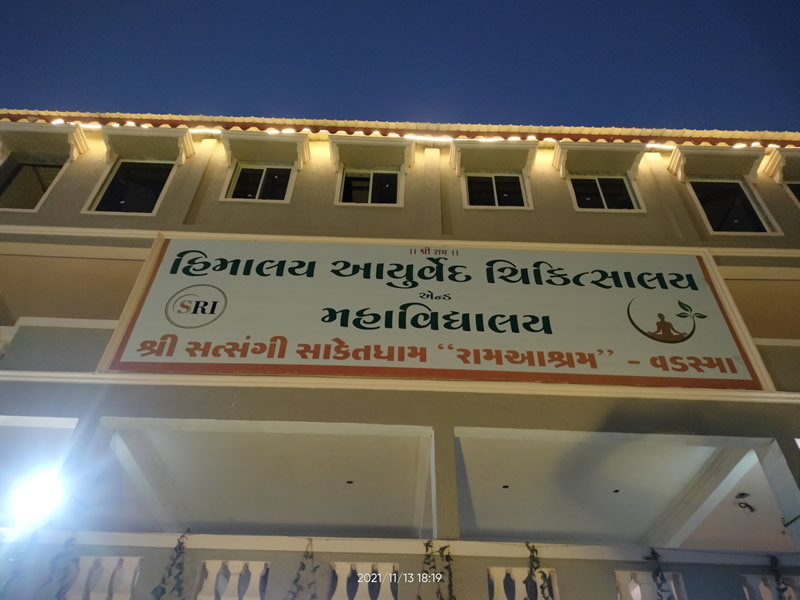 ।। श्री राम ।।
હિમાલય આયુર્વેદ ચિકિત્સાલય
એન્ડ
SRI
મહાવિદ્યાલય
શ્રી સત્સંગી સાકેતધામ “રામઆશ્રમ” - વડસ્મા
2021/11/13 18:19